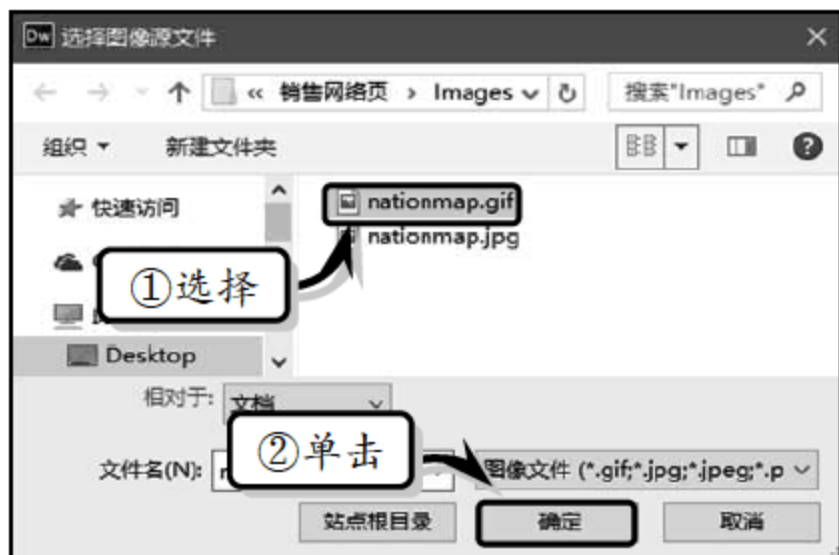 Dw 选择图像源文件
« 销售网络页 › Images
搜索"Images"
组织
新建文件夹
快速访问
nationmap.gif
nationmap.jpg
①选择
Desktop
相对于: 文档
②单击
文件名(N):
图像文件 (*.gif;*.jpg;*.jpeg;*.p
站点根目录
确定
取消